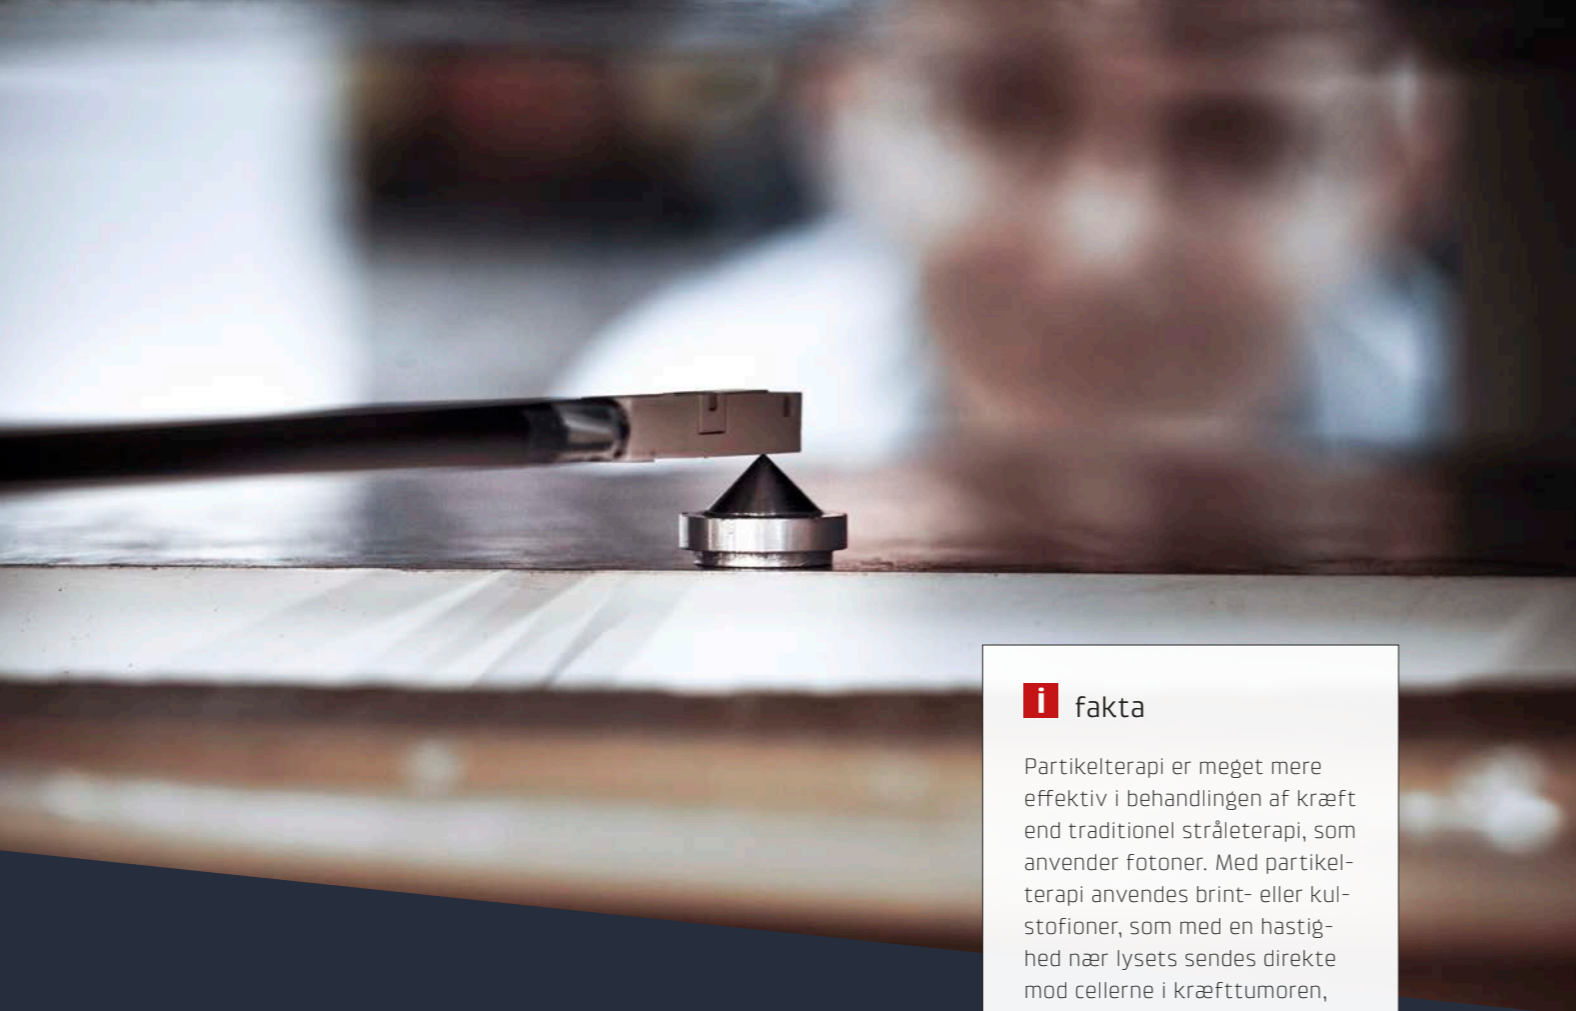 i fakta
Partikelterapi er meget mere
effektiv i behandlingen af kræft
end traditionel stråleterapi, som
anvender fotoner. Med partikel-
terapi anvendes brint- eller kul-
stofioner, som med en hastig-
hed nær lysets sendes direkte
mod cellerne i kræfttumoren,